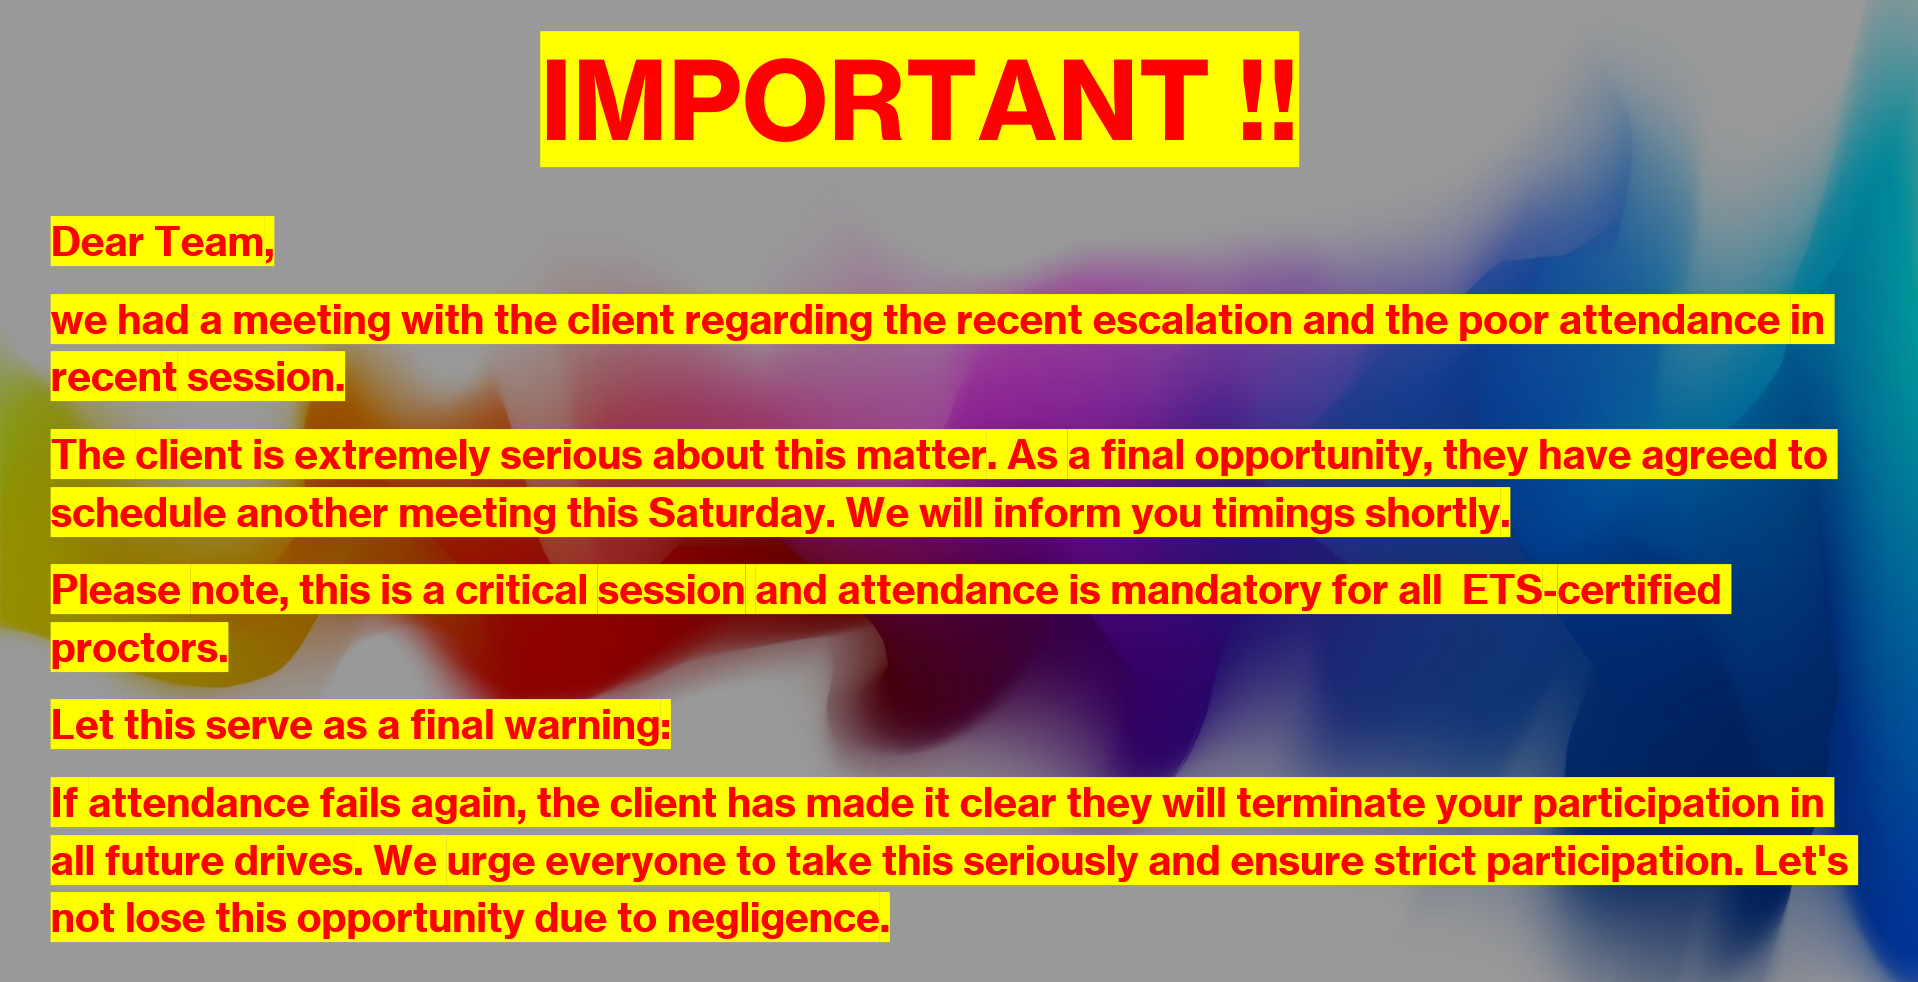 IMPORTANT !!
Dear Team,
we had a meeting with the client regarding the recent escalation and the poor attendance in
recent session.
The client is extremely serious about this matter. As a final opportunity, they have agreed to
schedule another meeting this Saturday. We will inform you timings shortly.
Please note, this is a critical session and attendance is mandatory for all  ETS-certified
proctors.
Let this serve as a final warning:
If attendance fails again, the client has made it clear they will terminate your participation in
all future drives. We urge everyone to take this seriously and ensure strict participation. Let's
not lose this opportunity due to negligence.